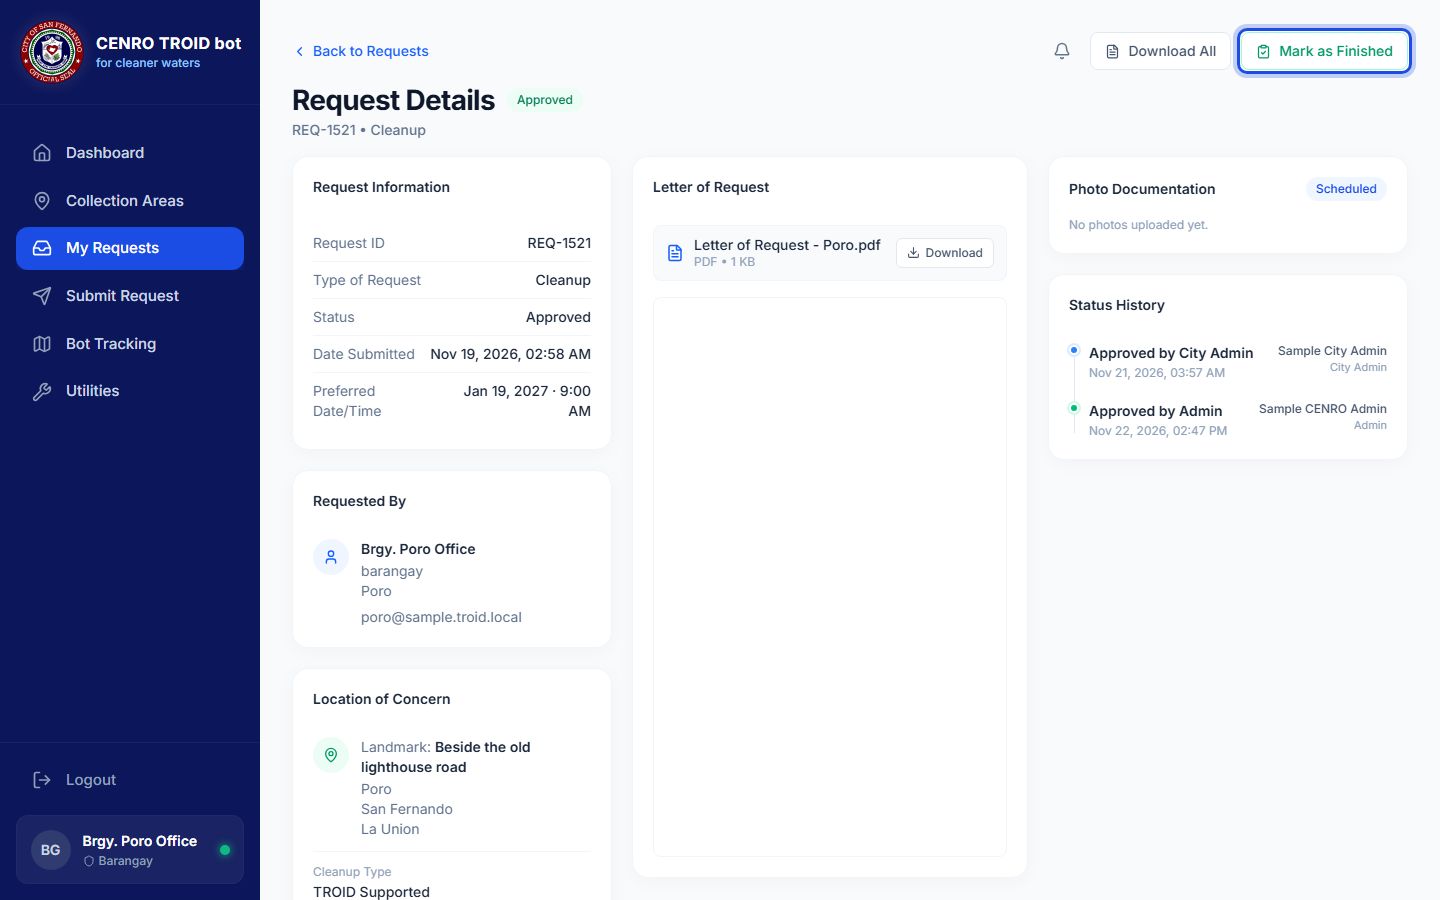 CITY OF SAN FERNANDO
OFFICIAL SEAL
CENRO TROID bot
for cleaner waters
Dashboard
Collection Areas
My Requests
Submit Request
Bot Tracking
Utilities
Logout
BG
Brgy. Poro Office
Barangay
Back to Requests
Download All
Mark as Finished
Request Details
Approved
REQ-1521 • Cleanup
Request Information
Request ID REQ-1521
Type of Request Cleanup
Status Approved
Date Submitted Nov 19, 2026, 02:58 AM
Preferred Date/Time Jan 19, 2027 · 9:00 AM
Requested By
Brgy. Poro Office
barangay
Poro
poro@sample.troid.local
Location of Concern
Landmark: Beside the old
lighthouse road
Poro
San Fernando
La Union
Cleanup Type
TROID Supported
Letter of Request
Letter of Request - Poro.pdf
PDF • 1 KB
Download
Photo Documentation
Scheduled
No photos uploaded yet.
Status History
Approved by City Admin Sample City Admin
Nov 21, 2026, 03:57 AM City Admin
Approved by Admin Sample CENRO Admin
Nov 22, 2026, 02:47 PM Admin